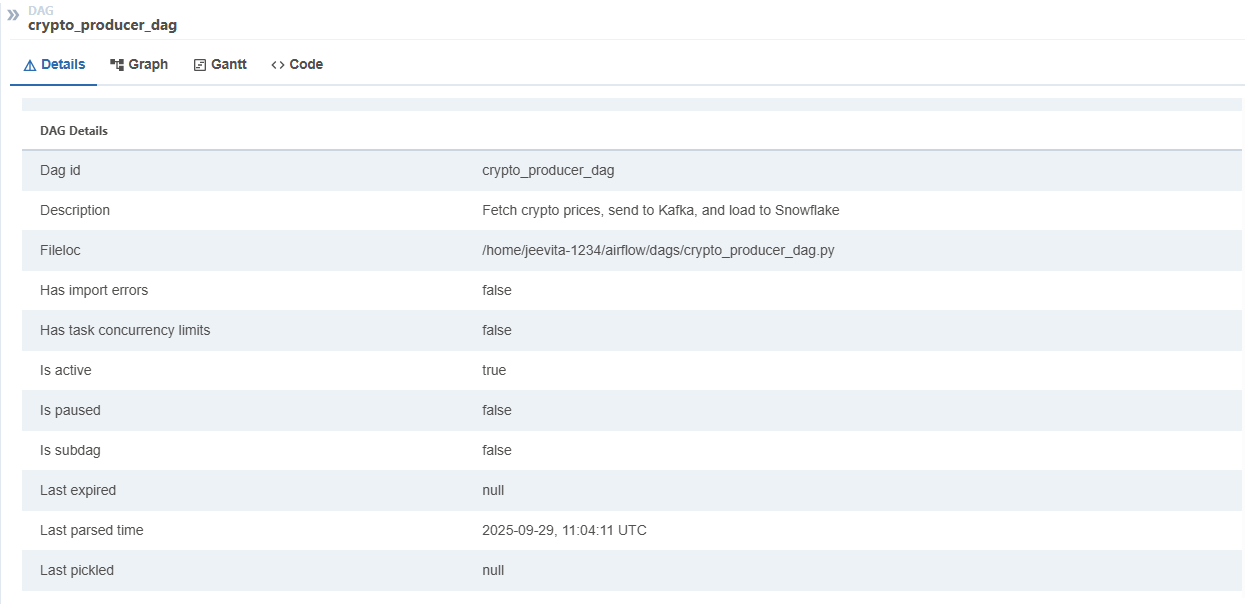 DAG
crypto_producer_dag
Details Graph Gantt Code
DAG Details
Dag id crypto_producer_dag
Description Fetch crypto prices, send to Kafka, and load to Snowflake
Fileloc /home/jeevita-1234/airflow/dags/crypto_producer_dag.py
Has import errors false
Has task concurrency limits false
Is active true
Is paused false
Is subdag false
Last expired null
Last parsed time 2025-09-29, 11:04:11 UTC
Last pickled null